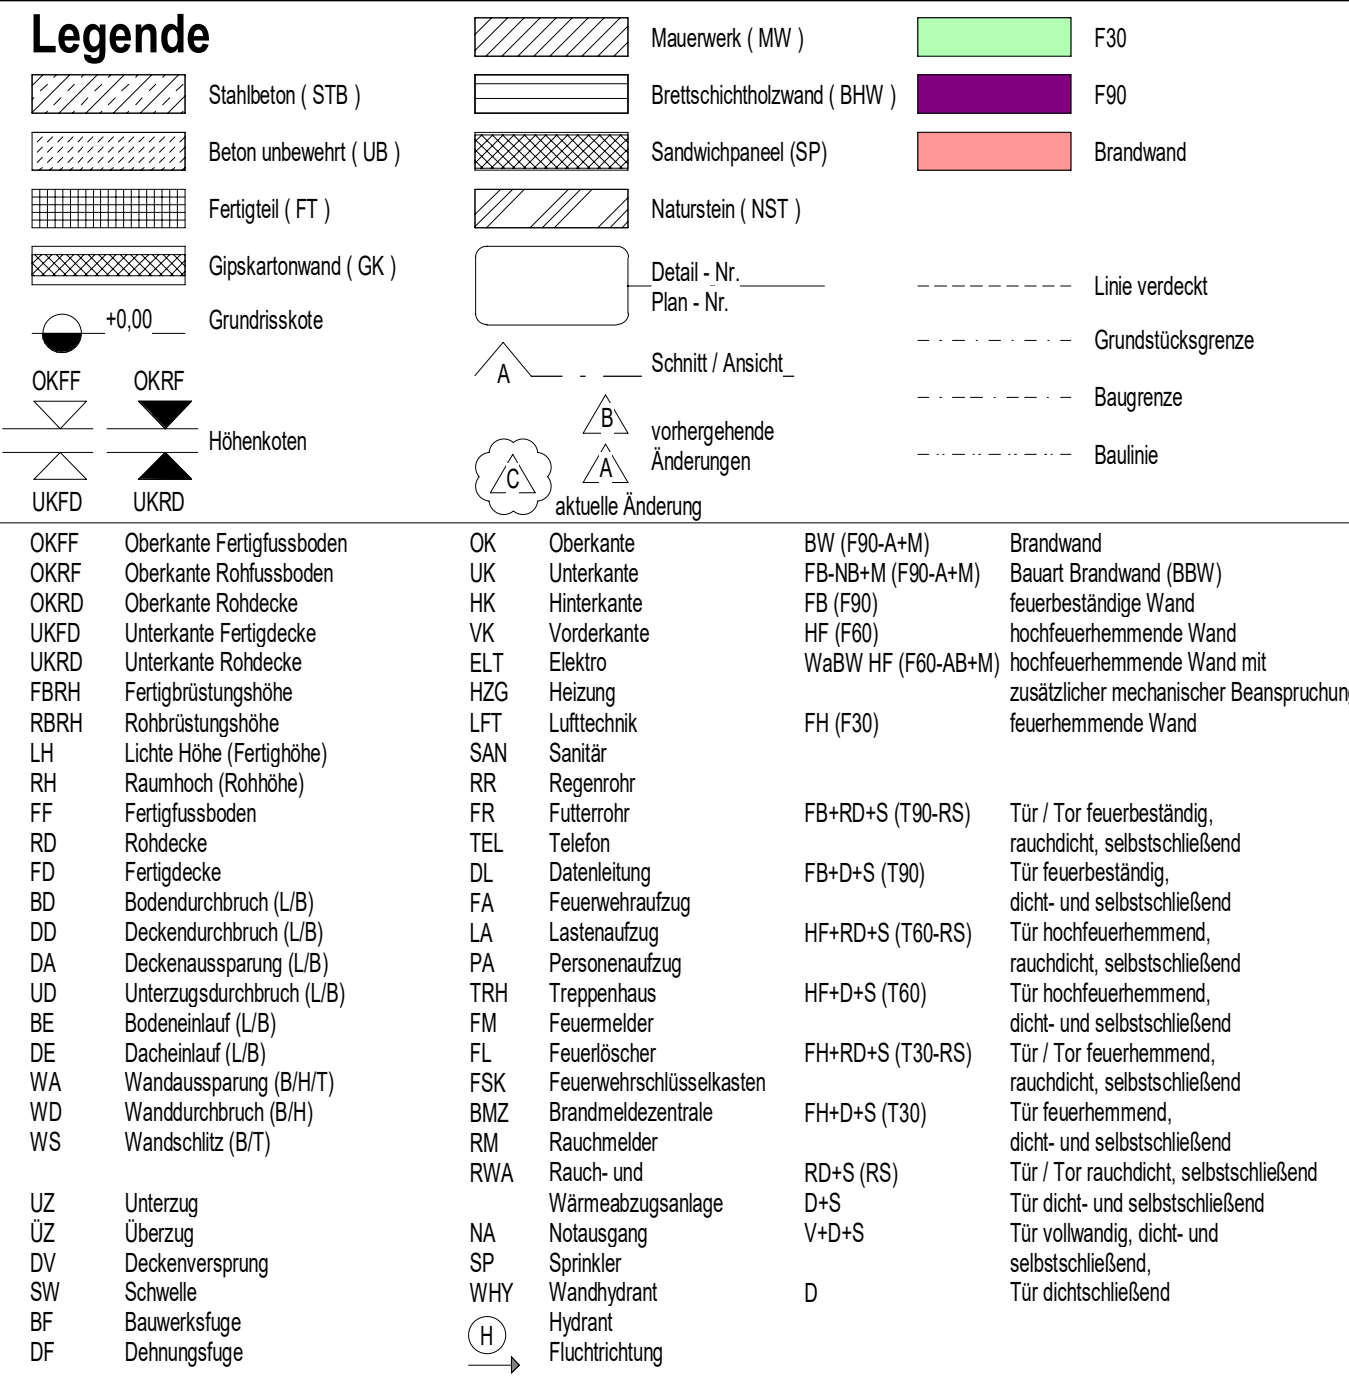 Legende
Stahlbeton ( STB )
Beton unbewehrt ( UB )
Fertigteil ( FT )
Gipskartonwand ( GK )
+0,00 Grundrisskote
OKFF OKRF
Höhenkoten
UKFD UKRD
Mauerwerk ( MW )
Brettschichtholzwand ( BHW )
Sandwichpaneel (SP)
Naturstein ( NST )
Detail - Nr.
Plan - Nr.
A Schnitt / Ansicht
B
vorhergehende
A Änderungen
C
aktuelle Änderung
F30
F90
Brandwand
Linie verdeckt
Grundstücksgrenze
Baugrenze
Baulinie
OKFF Oberkante Fertigfussboden
OKRF Oberkante Rohfussboden
OKRD Oberkante Rohdecke
UKFD Unterkante Fertigdecke
UKRD Unterkante Rohdecke
FBRH Fertigbrüstungshöhe
RBRH Rohbrüstungshöhe
LH Lichte Höhe (Fertighöhe)
RH Raumhoch (Rohhöhe)
FF Fertigfussboden
RD Rohdecke
FD Fertigdecke
BD Bodendurchbruch (L/B)
DD Deckendurchbruch (L/B)
DA Deckenaussparung (L/B)
UD Unterzugsdurchbruch (L/B)
BE Bodeneinlauf (L/B)
DE Dacheinlauf (L/B)
WA Wandaussparung (B/H/T)
WD Wanddurchbruch (B/H)
WS Wandschlitz (B/T)
UZ Unterzug
ÜZ Überzug
DV Deckenversprung
SW Schwelle
BF Bauwerksfuge
DF Dehnungsfuge
OK Oberkante
UK Unterkante
HK Hinterkante
VK Vorderkante
ELT Elektro
HZG Heizung
LFT Lufttechnik
SAN Sanitär
RR Regenrohr
FR Futterrohr
TEL Telefon
DL Datenleitung
FA Feuerwehraufzug
LA Lastenaufzug
PA Personenaufzug
TRH Treppenhaus
FM Feuermelder
FL Feuerlöscher
FSK Feuerwehrschlüsselkasten
BMZ Brandmeldezentrale
RM Rauchmelder
RWA Rauch- und
Wärmeabzugsanlage
NA Notausgang
SP Sprinkler
WHY Wandhydrant
H Hydrant
Fluchtrichtung
BW (F90-A+M) Brandwand
FB-NB+M (F90-A+M) Bauart Brandwand (BBW)
FB (F90) feuerbeständige Wand
HF (F60) hochfeuerhemmende Wand
WaBW HF (F60-AB+M) hochfeuerhemmende Wand mit
zusätzlicher mechanischer Beanspruchung
FH (F30) feuerhemmende Wand
FB+RD+S (T90-RS) Tür / Tor feuerbeständig,
rauchdicht, selbstschließend
FB+D+S (T90) Tür feuerbeständig,
dicht- und selbstschließend
HF+RD+S (T60-RS) Tür hochfeuerhemmend,
rauchdicht, selbstschließend
HF+D+S (T60) Tür hochfeuerhemmend,
dicht- und selbstschließend
FH+RD+S (T30-RS) Tür / Tor feuerhemmend,
rauchdicht, selbstschließend
FH+D+S (T30) Tür feuerhemmend,
dicht- und selbstschließend
RD+S (RS) Tür / Tor rauchdicht, selbstschließend
D+S Tür dicht- und selbstschließend
V+D+S Tür vollwandig, dicht- und
selbstschließend,
D Tür dichtschließend